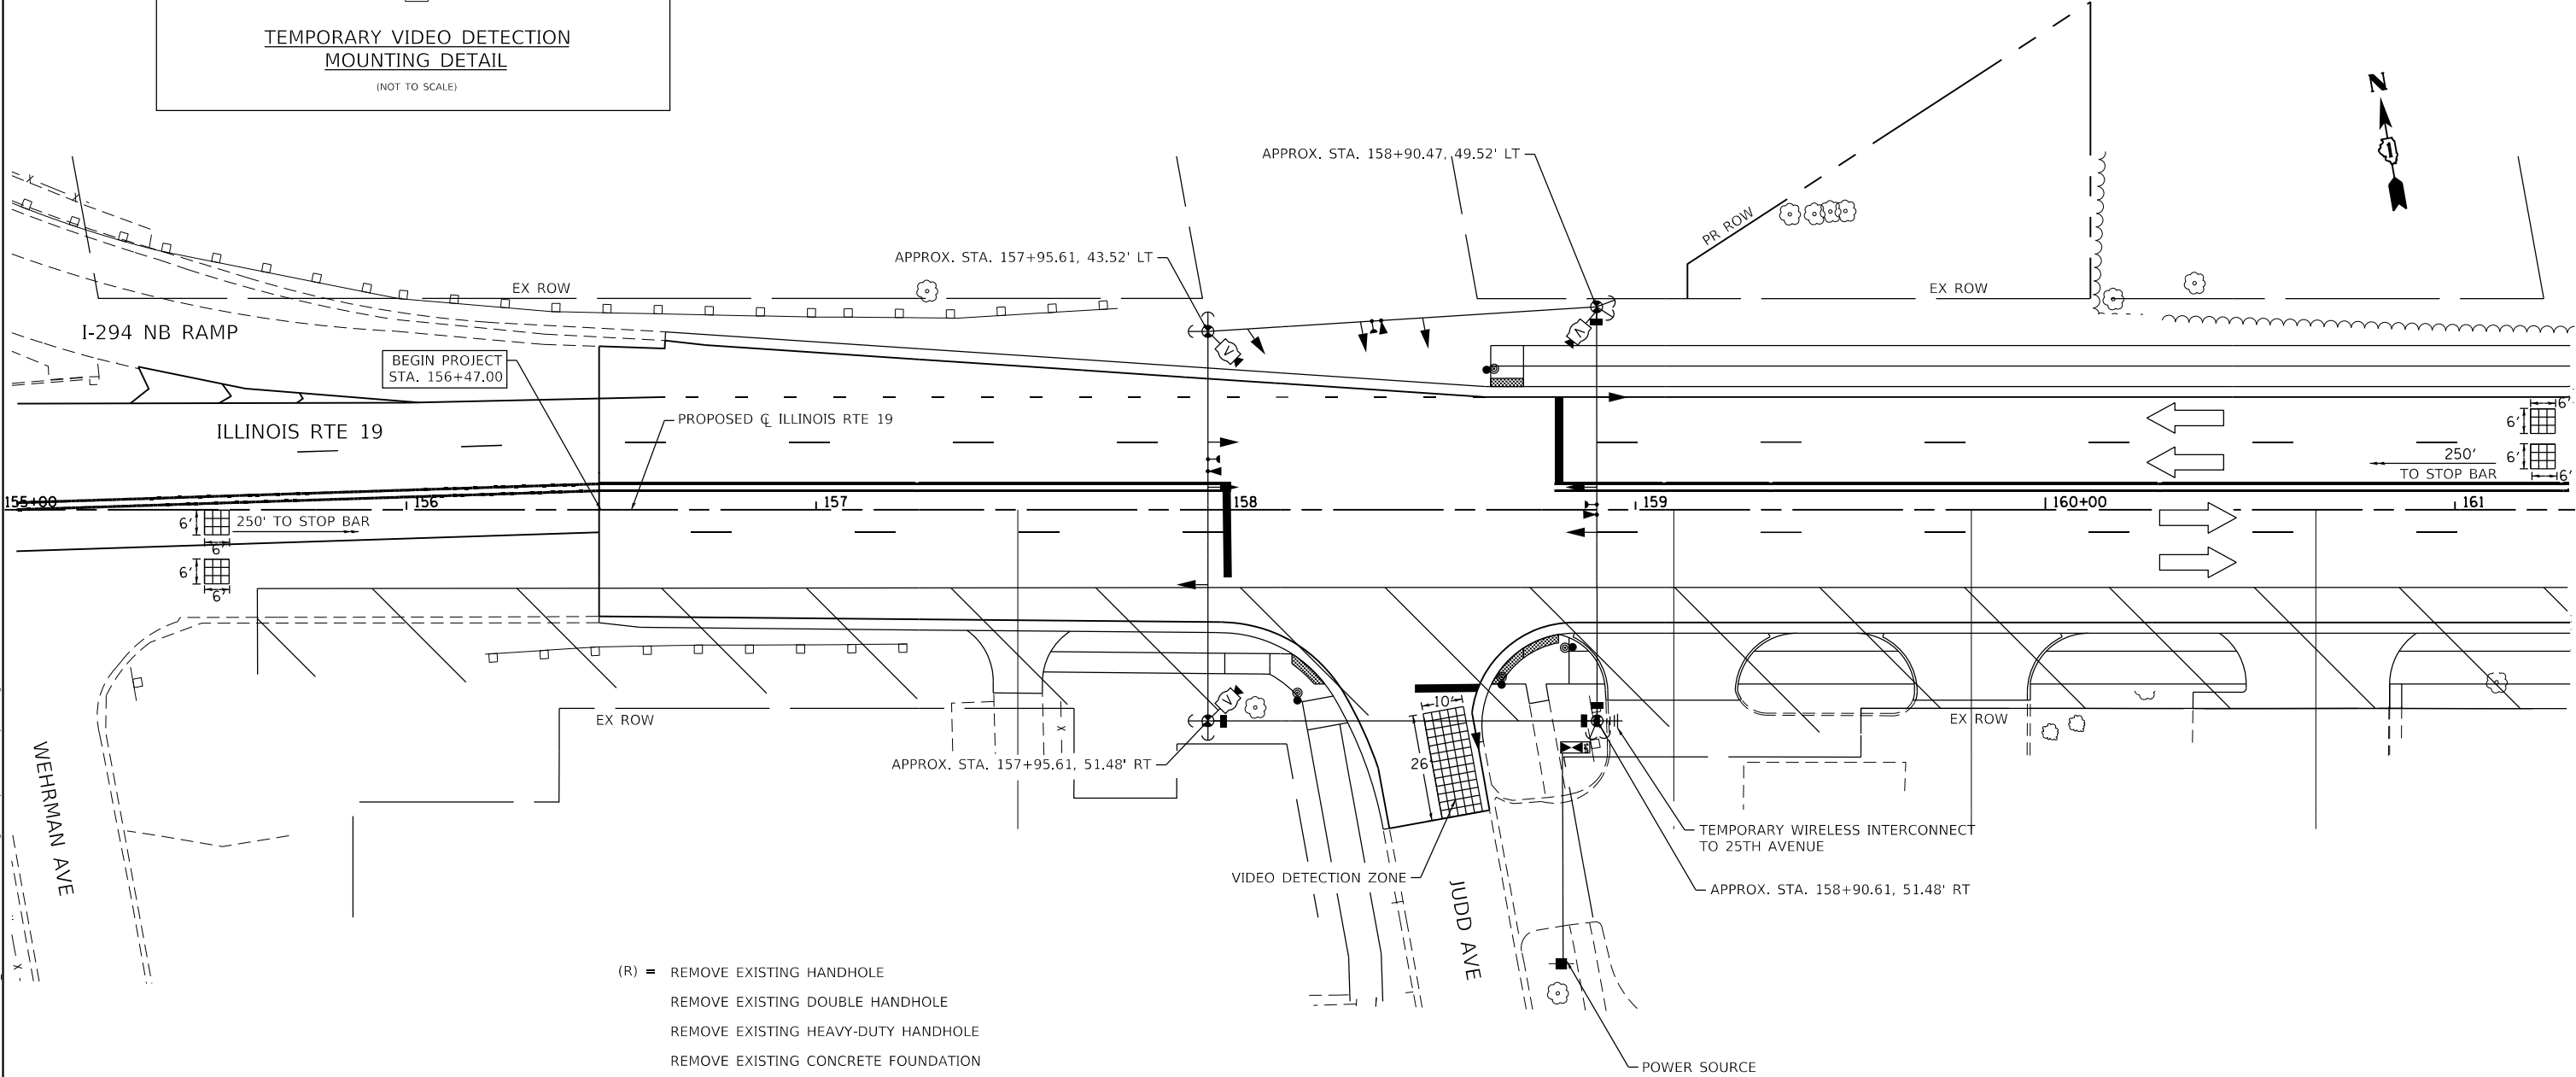 TEMPORARY VIDEO DETECTION
MOUNTING DETAIL
(NOT TO SCALE)
N
APPROX. STA. 158+90.47, 49.52' LT
PR ROW
APPROX. STA. 157+95.61, 43.52' LT
EX ROW
EX ROW
I-294 NB RAMP
BEGIN PROJECT
STA. 156+47.00
V
V
PROPOSED ℄ ILLINOIS RTE 19
ILLINOIS RTE 19
6'
6'
6'
6'
250'
TO STOP BAR
155+00
156
157
158
159
160+00
161
6'
250' TO STOP BAR
6'
6'
6'
EX ROW
V
10'
EX ROW
26'
APPROX. STA. 157+95.61, 51.48' RT
WEHRMAN AVE
TEMPORARY WIRELESS INTERCONNECT
TO 25TH AVENUE
VIDEO DETECTION ZONE
APPROX. STA. 158+90.61, 51.48' RT
JUDD AVE
(R) = REMOVE EXISTING HANDHOLE
REMOVE EXISTING DOUBLE HANDHOLE
REMOVE EXISTING HEAVY-DUTY HANDHOLE
REMOVE EXISTING CONCRETE FOUNDATION
POWER SOURCE